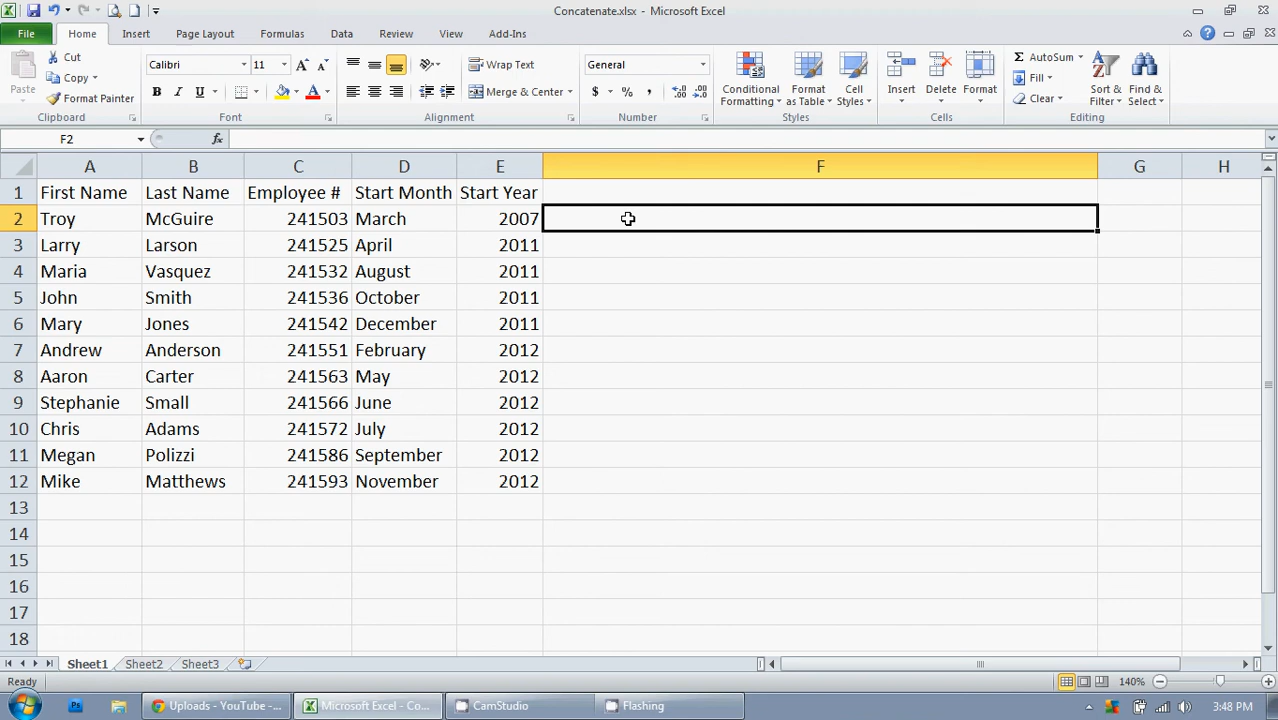 Concatenate.xlsx - Microsoft Excel
File Home Insert Page Layout Formulas Data Review View Add-Ins
Paste
Cut
Copy
Format Painter
Clipboard
Calibri 11
B I U
Font
Wrap Text
Merge & Center
Alignment
General
$ % ,
Number
Conditional Formatting
Format as Table
Cell Styles
Styles
Insert Delete Format
Cells
Σ AutoSum
Fill
Clear
Sort & Filter
Find & Select
Editing
F2 fx
A B C D E F G H
1 First Name Last Name Employee # Start Month Start Year
2 Troy McGuire 241503 March 2007
3 Larry Larson 241525 April 2011
4 Maria Vasquez 241532 August 2011
5 John Smith 241536 October 2011
6 Mary Jones 241542 December 2011
7 Andrew Anderson 241551 February 2012
8 Aaron Carter 241563 May 2012
9 Stephanie Small 241566 June 2012
10 Chris Adams 241572 July 2012
11 Megan Polizzi 241586 September 2012
12 Mike Matthews 241593 November 2012
13
14
15
16
17
18
Sheet1 Sheet2 Sheet3
Ready 140%
Uploads - YouTube -... Microsoft Excel - Co... CamStudio Flashing 3:48 PM